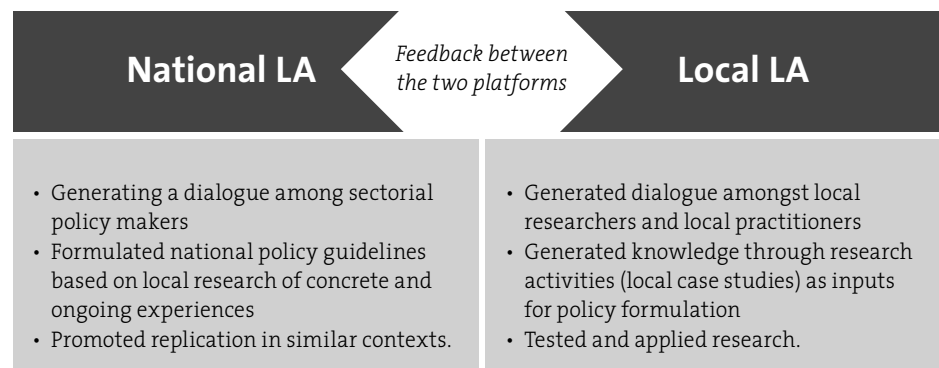 National LA
Feedback between
the two platforms
Local LA
• Generating a dialogue among sectorial
policy makers
• Formulated national policy guidelines
based on local research of concrete and
ongoing experiences
• Promoted replication in similar contexts.
• Generated dialogue amongst local
researchers and local practitioners
• Generated knowledge through research
activities (local case studies) as inputs
for policy formulation
• Tested and applied research.